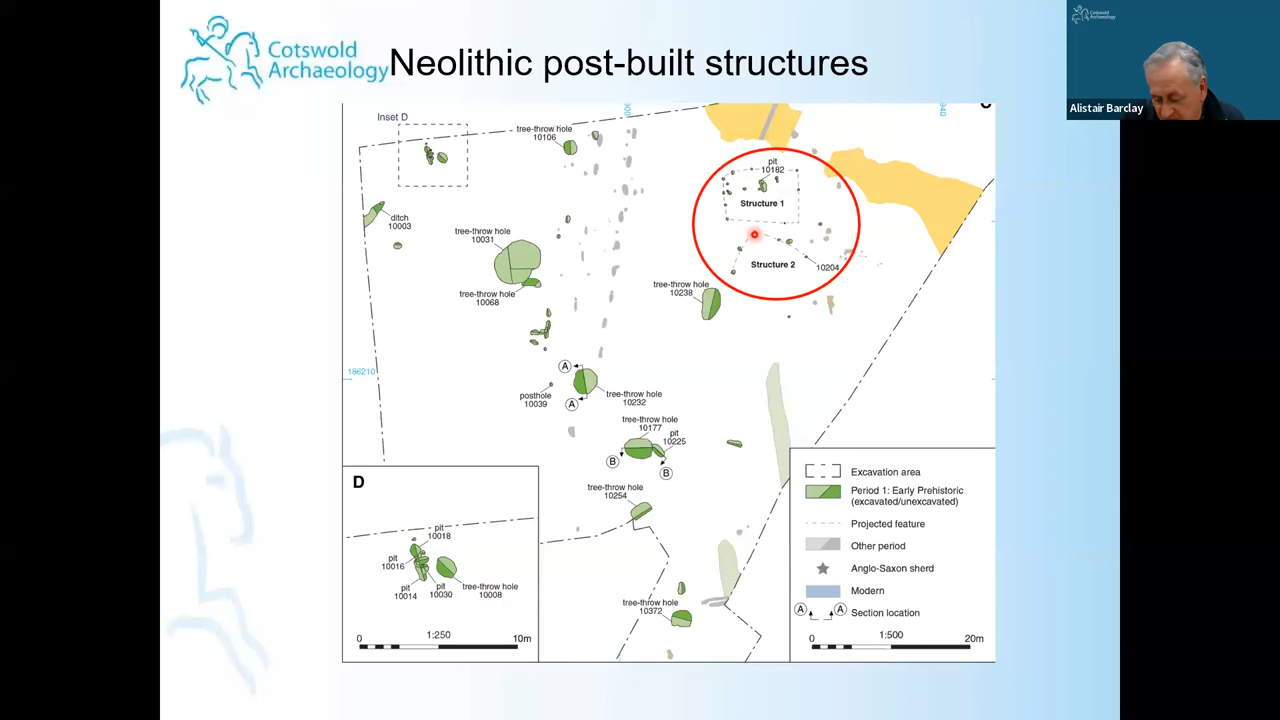 Cotswold
Archaeology
Neolithic post-built structures
Cotswold
Archaeology
Alistair Barclay
Inset D
tree-throw hole
10106
900
940
pit
10182
Structure 1
ditch
10003
tree-throw hole
10031
Structure 2
10204
tree-throw hole
10238
tree-throw hole
10068
186210
A
posthole
10039
A
tree-throw hole
10232
tree-throw hole
10177
pit
10225
B
B
tree-throw hole
10254
tree-throw hole
10372
D
pit
10018
pit
10016
pit
10014
pit
10030
tree-throw hole
10008
0
1:250
10m
Excavation area
Period 1: Early Prehistoric
(excavated/unexcavated)
Projected feature
Other period
Anglo-Saxon sherd
Modern
A A Section location
0
1:500
20m